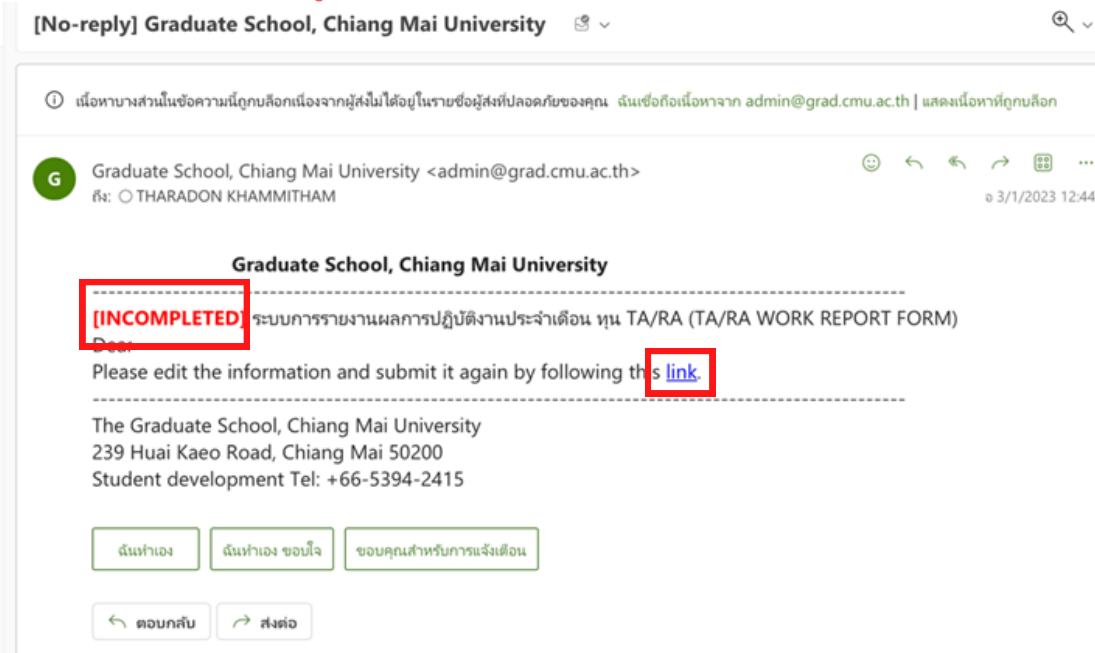 [No-reply] Graduate School, Chiang Mai University
เนื้อหาบางส่วนในข้อความนี้ถูกบล็อกเนื่องจากผู้ส่งไม่ได้อยู่ในรายชื่อผู้ส่งที่ปลอดภัยของคุณ ฉันเชื่อถือเนื้อหาจาก admin@grad.cmu.ac.th | แสดงเนื้อหาที่ถูกบล็อก
G
Graduate School, Chiang Mai University <admin@grad.cmu.ac.th>
ถึง: THARADON KHAMMITHAM
อ 3/1/2023 12:44
Graduate School, Chiang Mai University
[INCOMPLETED] ระบบการรายงานผลการปฏิบัติงานประจำเดือน ทุน TA/RA (TA/RA WORK REPORT FORM)
Dear
Please edit the information and submit it again by following this link.
The Graduate School, Chiang Mai University
239 Huai Kaeo Road, Chiang Mai 50200
Student development Tel: +66-5394-2415
ฉันทำเอง
ฉันทำเอง ขอบใจ
ขอบคุณสำหรับการแจ้งเตือน
ตอบกลับ
ส่งต่อ